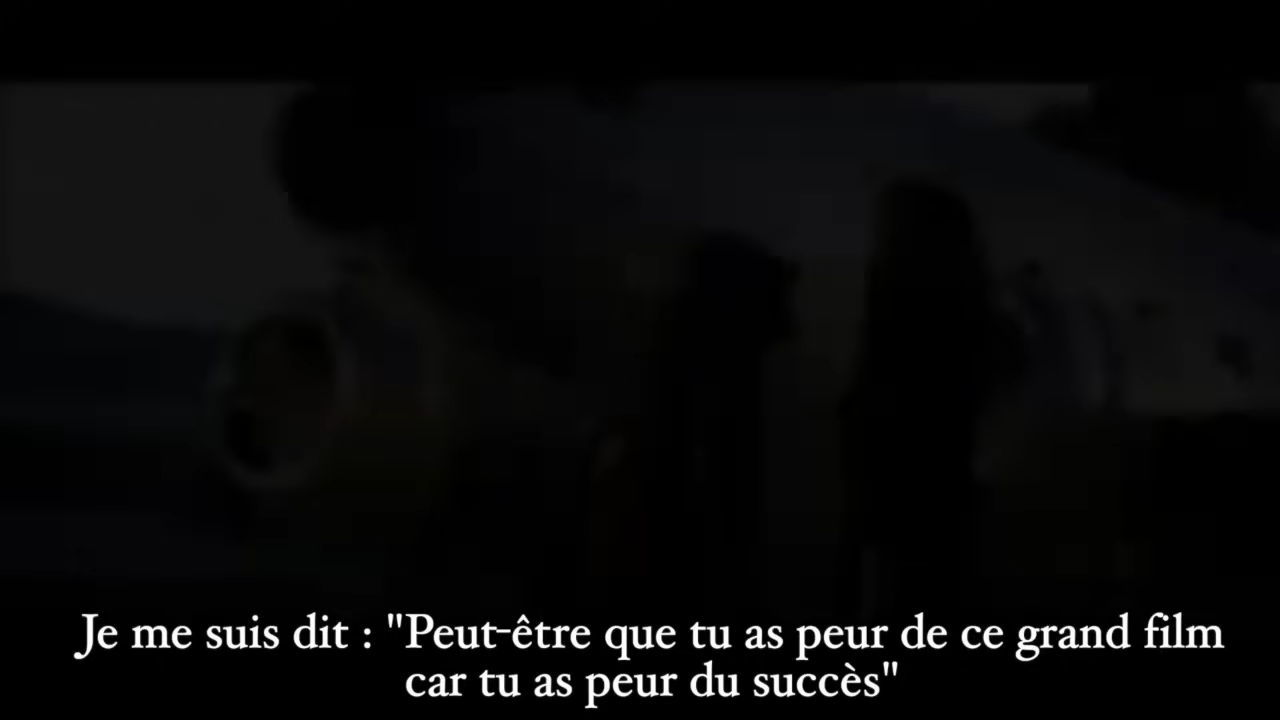 Je me suis dit : "Peut-être que tu as peur de ce grand film
car tu as peur du succès"